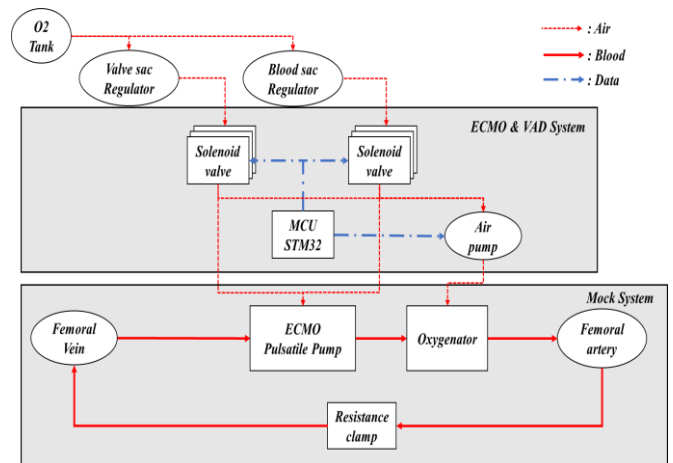 O2
Tank
Valve sac
Regulator
Blood sac
Regulator
: Air
: Blood
: Data
ECMO & VAD System
Solenoid
valve
Solenoid
valve
MCU
STM32
Air
pump
Mock System
Femoral
Vein
ECMO
Pulsatile Pump
Oxygenator
Femoral
artery
Resistance
clamp